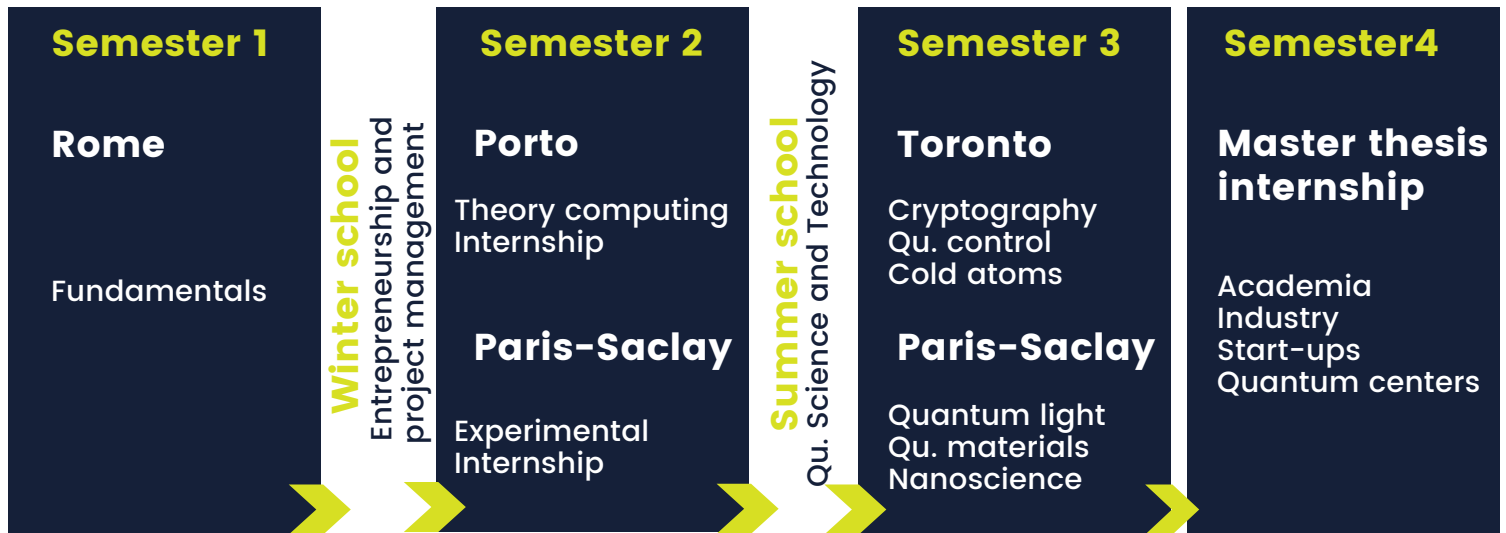 Semester 1
Rome
Fundamentals
Winter school
Entrepreneurship and
project management
Semester 2
Porto
Theory computing
Internship
Paris-Saclay
Experimental
Internship
Summer school
Qu. Science and Technology
Semester 3
Toronto
Cryptography
Qu. control
Cold atoms
Paris-Saclay
Quantum light
Qu. materials
Nanoscience
Semester4
Master thesis
internship
Academia
Industry
Start-ups
Quantum centers